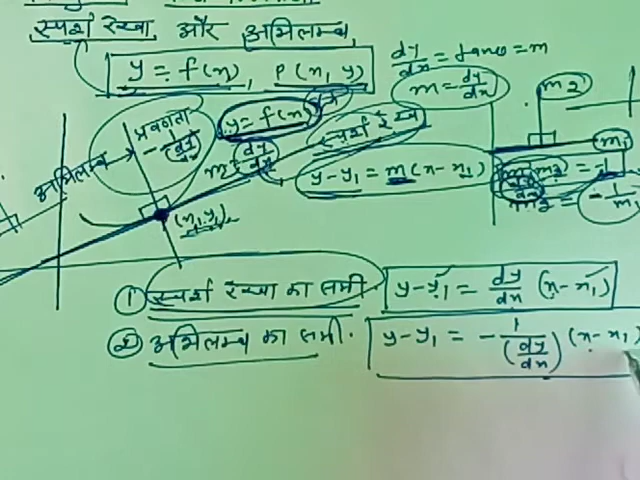 स्पर्श रेखा और अभिलम्ब
y = f(x), P(x, y)
dy/dx = tanθ = m
m = dy/dx
m2
प्रवणता
-1/(dy/dx)
y = f(x)
स्पर्श रेखा
अभिलम्ब
m = dy/dx
y-y1 = m(x-x1)
m1
m1 m2 = -1
m2 = -1/m1
(x1, y1)
① स्पर्श रेखा का समी. y-y1 = dy/dx (x-x1)
② अभिलम्ब का समी. y-y1 = -1/(dy/dx) (x-x1)